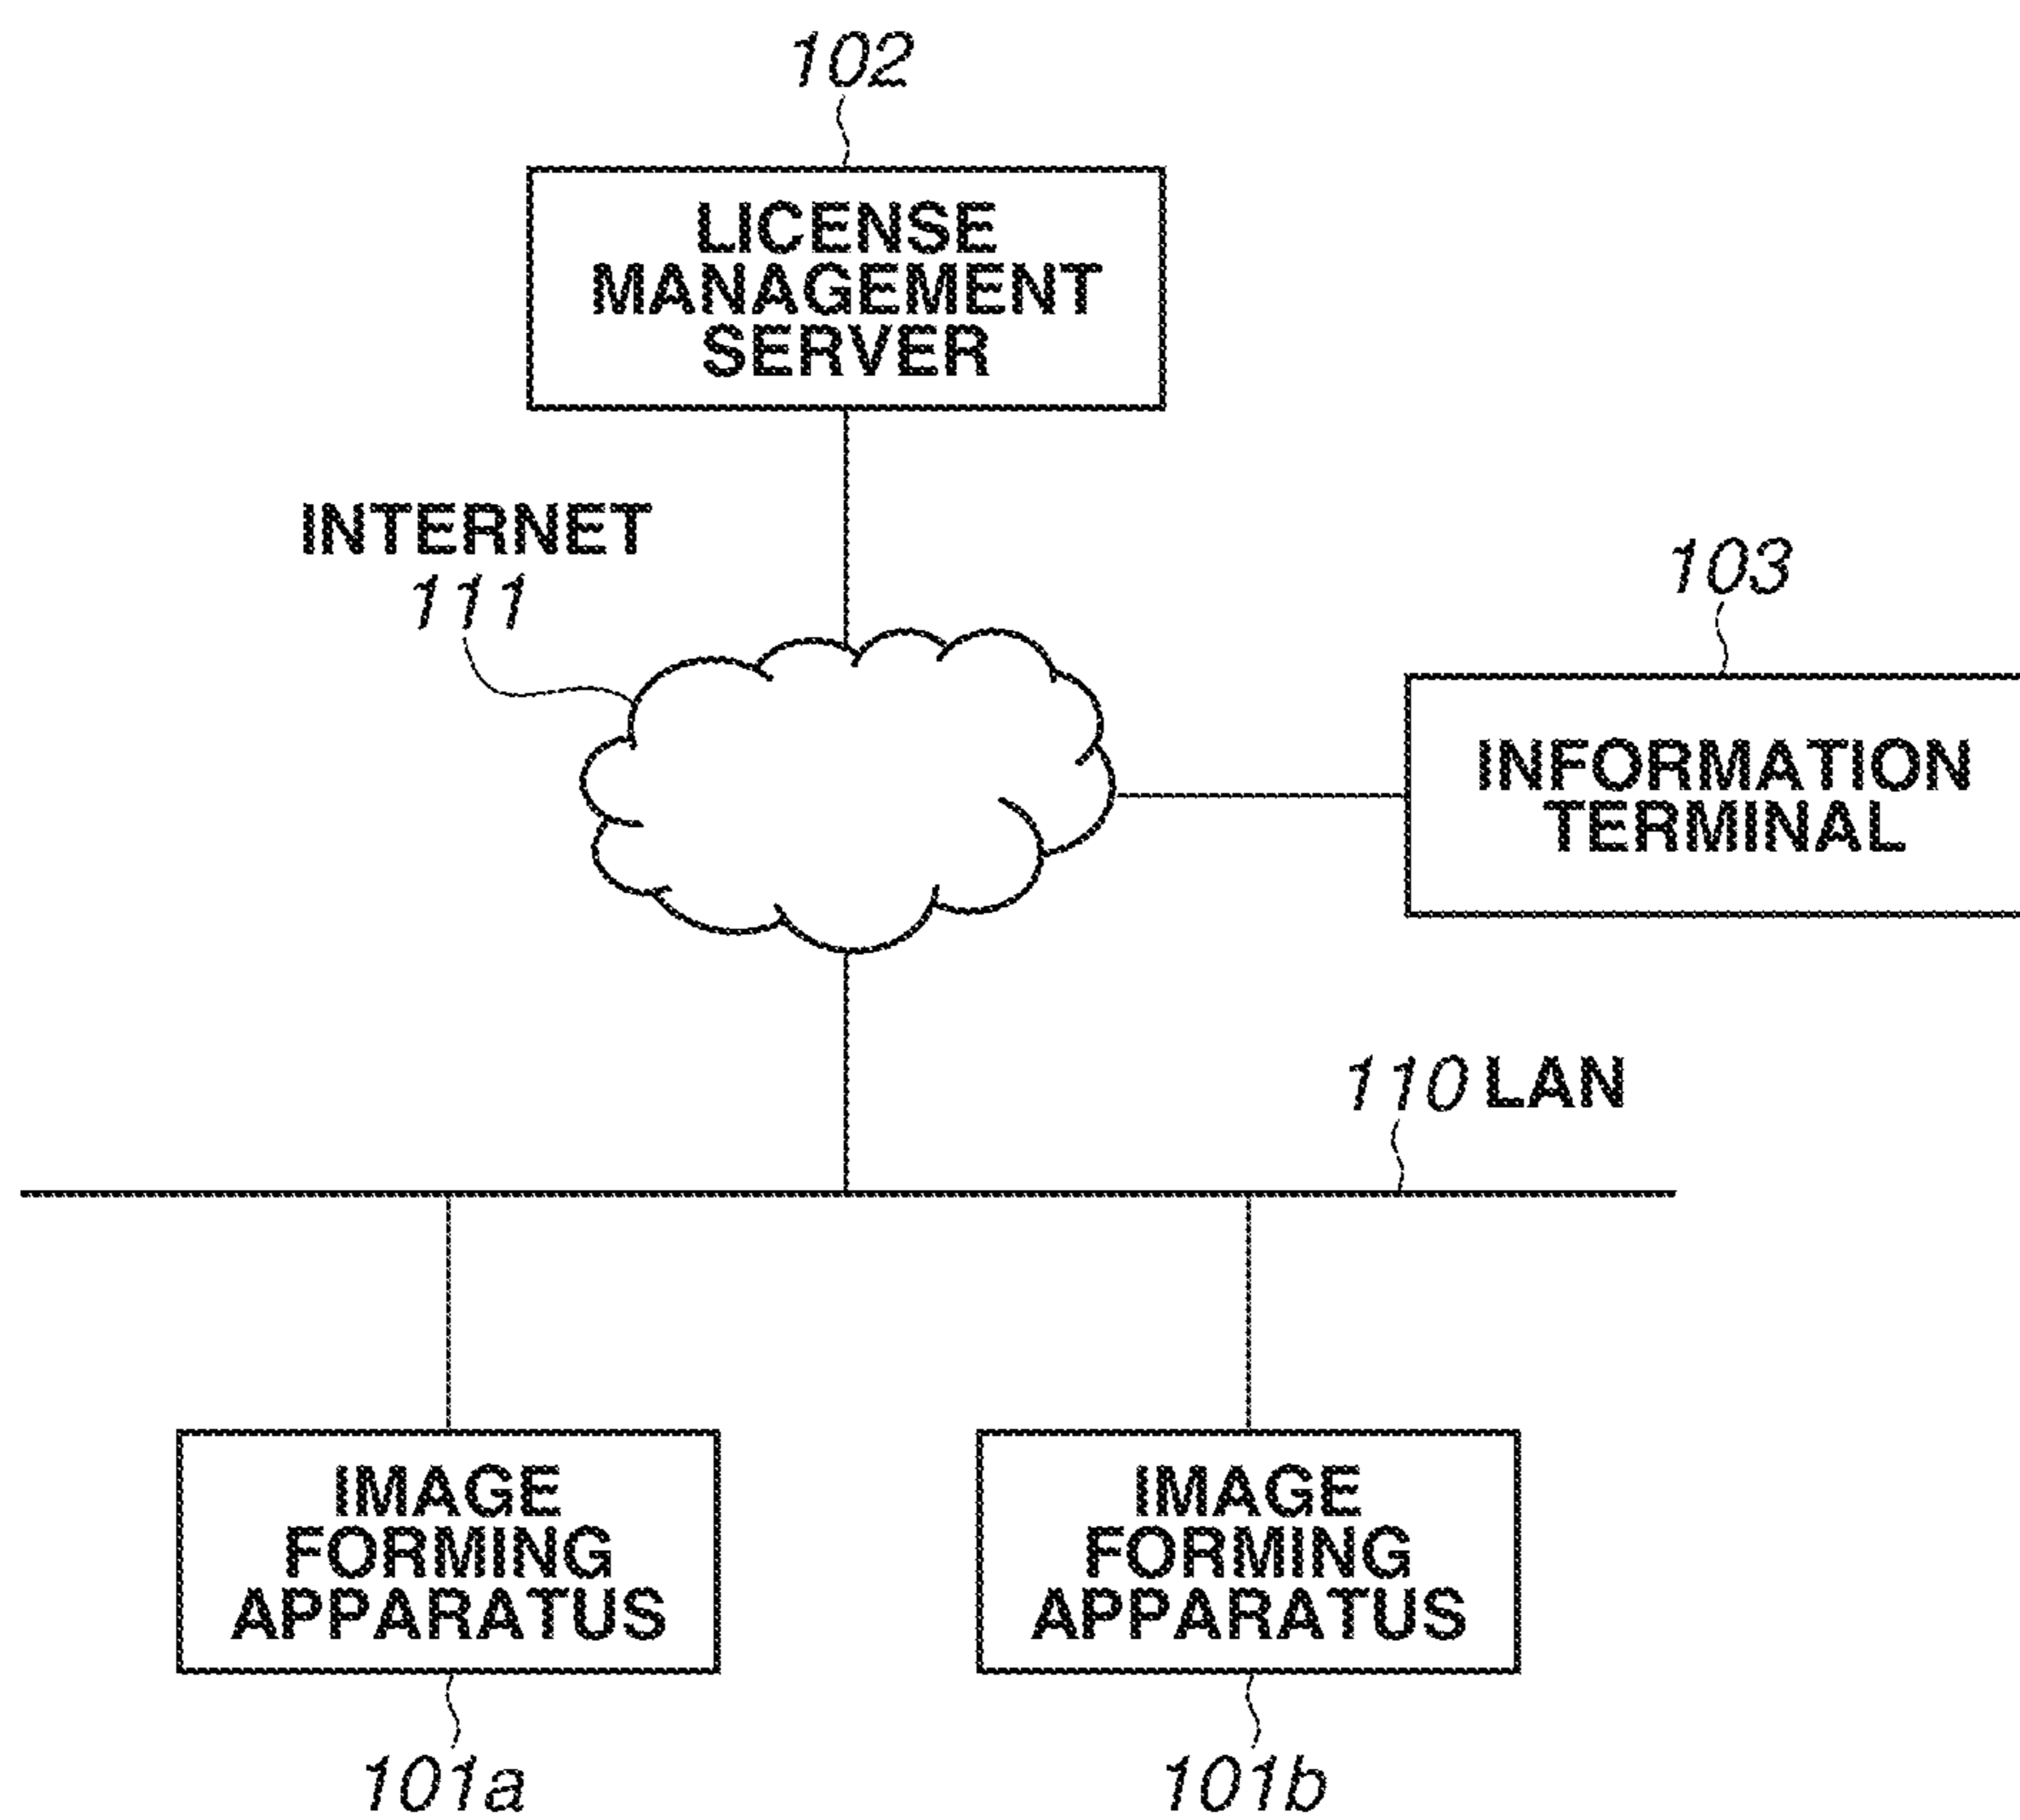 102
LICENSE
MANAGEMENT
SERVER
INTERNET
111
103
INFORMATION
TERMINAL
110 LAN
IMAGE
FORMING
APPARATUS
101a
IMAGE
FORMING
APPARATUS
101b